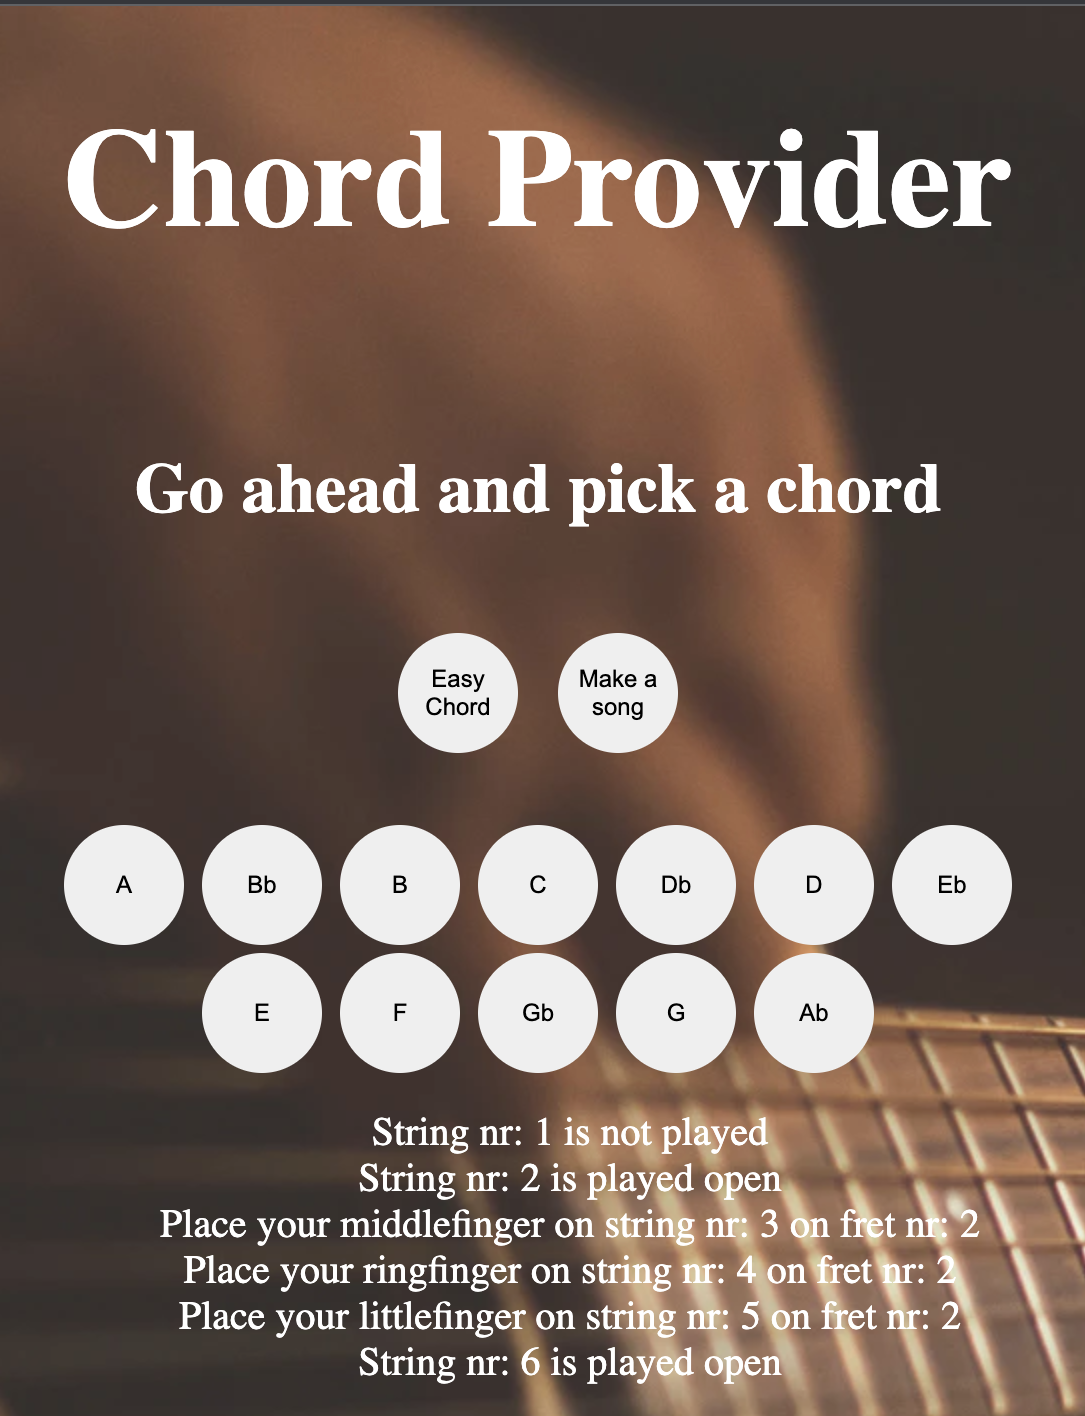 Chord Provider
Go ahead and pick a chord
Easy
Chord
Make a
song
A
Bb
B
C
Db
D
Eb
E
F
Gb
G
Ab
String nr: 1 is not played
String nr: 2 is played open
Place your middlefinger on string nr: 3 on fret nr: 2
Place your ringfinger on string nr: 4 on fret nr: 2
Place your littlefinger on string nr: 5 on fret nr: 2
String nr: 6 is played open